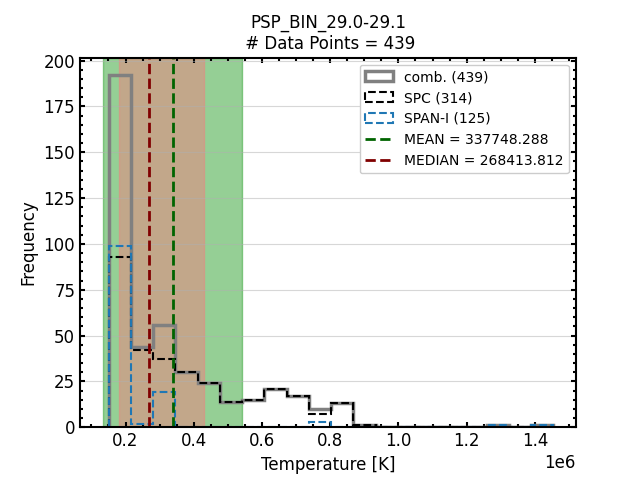 PSP_BIN_29.0-29.1
# Data Points = 439
200
175
150
125
100
75
50
25
0
Frequency
comb. (439)
SPC (314)
SPAN-I (125)
MEAN = 337748.288
MEDIAN = 268413.812
0.2 0.4 0.6 0.8 1.0 1.2 1.4
1e6
Temperature [K]